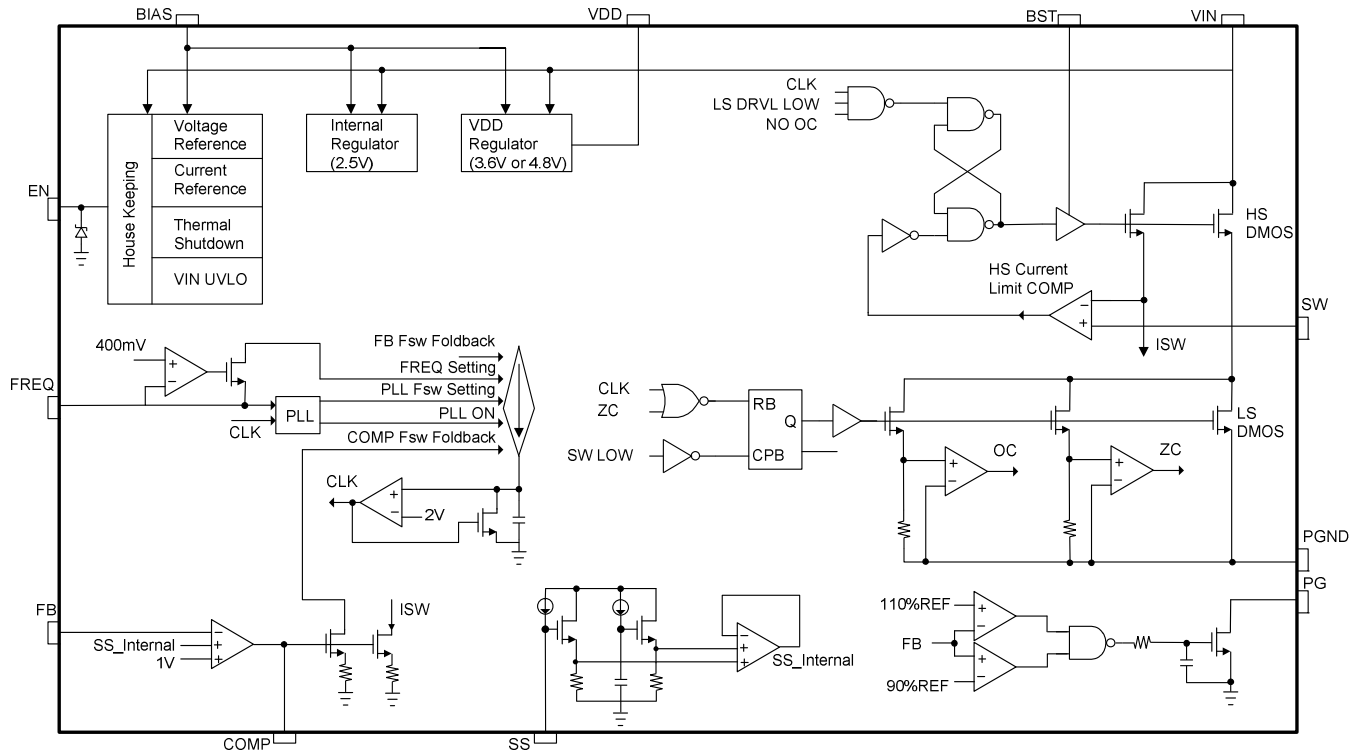 BIAS
VDD
BST
VIN
CLK
LS DRVL LOW
NO OC
Voltage
Reference
Internal
Regulator
(2.5V)
VDD
Regulator
(3.6V or 4.8V)
House Keeping
Current
Reference
EN
Thermal
Shutdown
HS
DMOS
VIN UVLO
HS Current
Limit COMP
SW
ISW
400mV
FB Fsw Foldback
FREQ Setting
FREQ
PLL Fsw Setting
PLL
PLL ON
CLK
COMP Fsw Foldback
CLK
ZC
RB
Q
CPB
SW LOW
LS
DMOS
OC
ZC
CLK
2V
PGND
PG
FB
SS_Internal
1V
ISW
SS_Internal
110%REF
FB
90%REF
COMP
SS